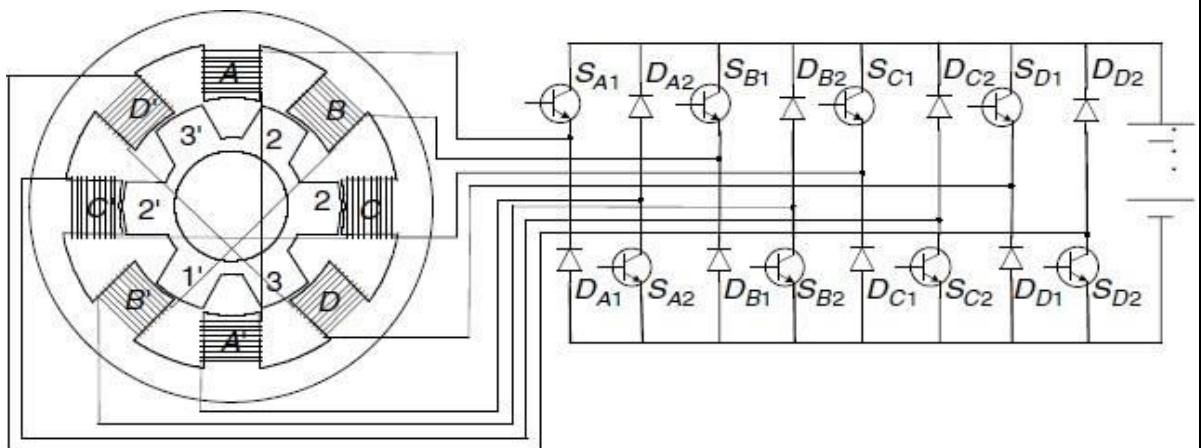 A
B
C
D
A'
B'
C'
D'
3'
2
2
3
1'
2'
S_A1 D_A2 S_B1 D_B2 S_C1 D_C2 S_D1 D_D2
D_A1 S_A2 D_B1 S_B2 D_C1 S_C2 D_D1 S_D2